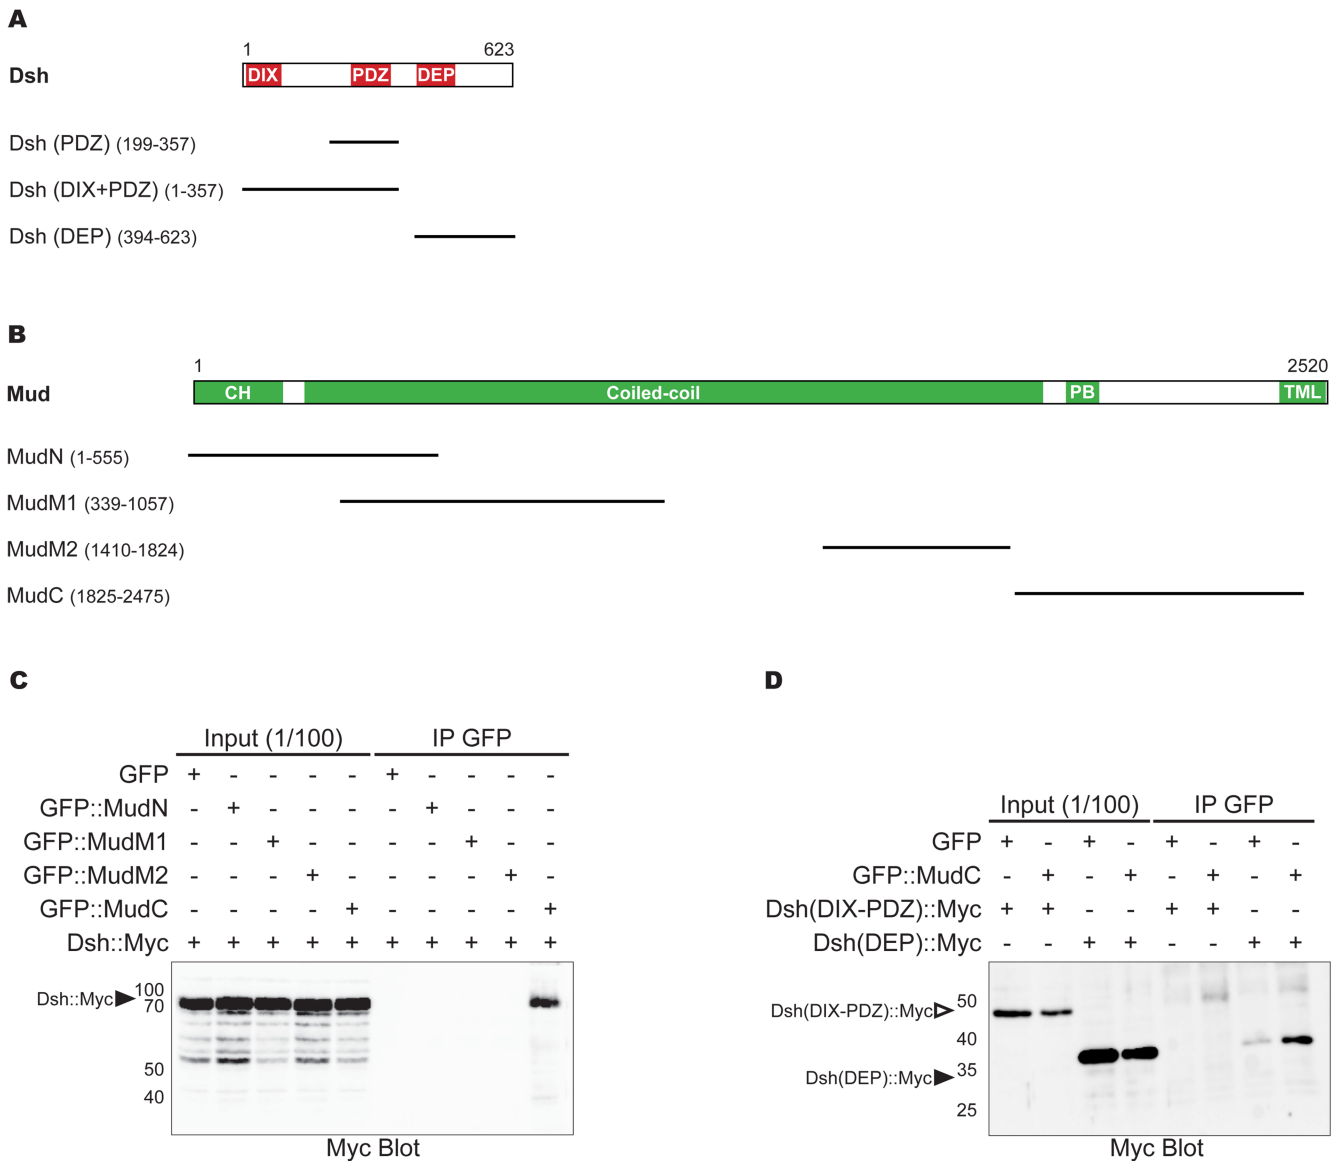 A
1 623
Dsh DIX PDZ DEP
Dsh (PDZ) (199-357)
Dsh (DIX+PDZ) (1-357)
Dsh (DEP) (394-623)
B
1 2520
Mud CH Coiled-coil PB TML
MudN (1-555)
MudM1 (339-1057)
MudM2 (1410-1824)
MudC (1825-2475)
C
Input (1/100) IP GFP
GFP + - - - - + - - - -
GFP::MudN - + - - - - + - - -
GFP::MudM1 - - + - - - - + - -
GFP::MudM2 - - - + - - - - + -
GFP::MudC - - - - + - - - - +
Dsh::Myc + + + + + + + + + +
Dsh::Myc 100
70
50
40
Myc Blot
D
Input (1/100) IP GFP
GFP + - + - + - + -
GFP::MudC - + - + - + - +
Dsh(DIX-PDZ)::Myc + + - - + + - -
Dsh(DEP)::Myc - - + + - - + +
50
Dsh(DIX-PDZ)::Myc
40
35
Dsh(DEP)::Myc
25
Myc Blot